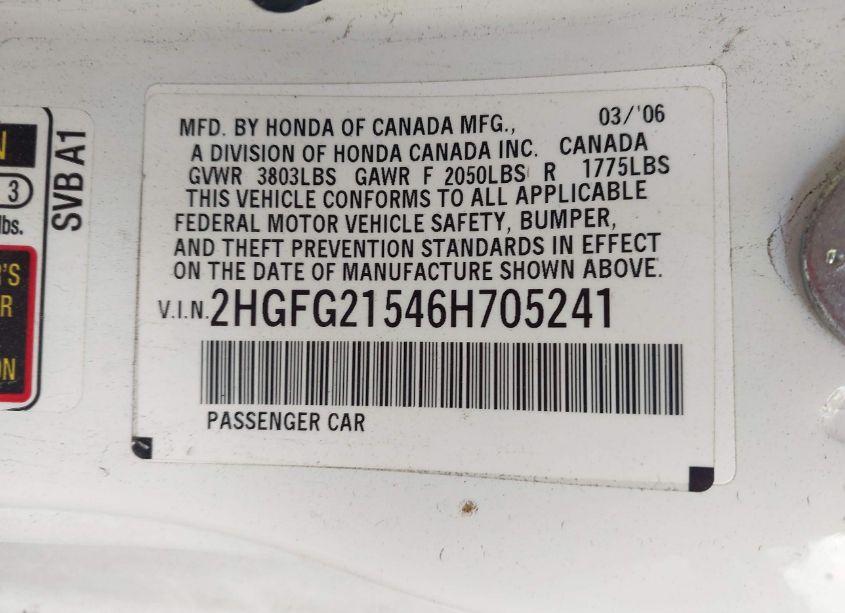 N
3
lbs.
R'S
R
ON
SVB A1
03/'06
MFD. BY HONDA OF CANADA MFG.,
A DIVISION OF HONDA CANADA INC. CANADA
GVWR 3803LBS GAWR F 2050LBS R 1775LBS
THIS VEHICLE CONFORMS TO ALL APPLICABLE
FEDERAL MOTOR VEHICLE SAFETY, BUMPER,
AND THEFT PREVENTION STANDARDS IN EFFECT
ON THE DATE OF MANUFACTURE SHOWN ABOVE.
V.I.N. 2HGFG21546H705241
PASSENGER CAR